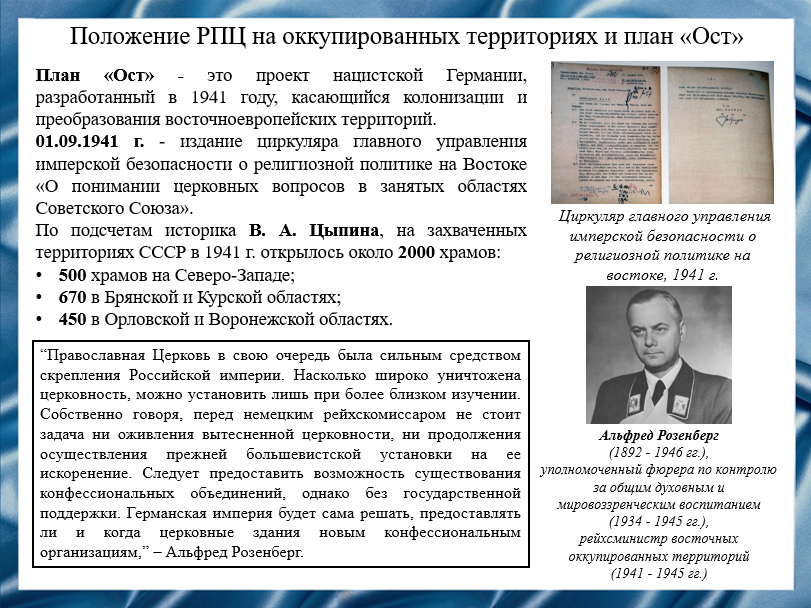 Положение РПЦ на оккупированных территориях и план «Ост»
План «Ост» - это проект нацистской Германии,
разработанный в 1941 году, касающийся колонизации и
преобразования восточноевропейских территорий.
01.09.1941 г. - издание циркуляра главного управления
имперской безопасности о религиозной политике на Востоке
«О понимании церковных вопросов в занятых областях
Советского Союза».
По подсчетам историка В. А. Цыпина, на захваченных
территориях СССР в 1941 г. открылось около 2000 храмов:
• 500 храмов на Северо-Западе;
• 670 в Брянской и Курской областях;
• 450 в Орловской и Воронежской областях.
“Православная Церковь в свою очередь была сильным средством
скрепления Российской империи. Насколько широко уничтожена
церковность, можно установить лишь при более близком изучении.
Собственно говоря, перед немецким рейхскомиссаром не стоит
задача ни оживления вытесненной церковности, ни продолжения
осуществления прежней большевистской установки на ее
искоренение. Следует предоставить возможность существования
конфессиональных объединений, однако без государственной
поддержки. Германская империя будет сама решать, предоставлять
ли и когда церковные здания новым конфессиональным
организациям,” – Альфред Розенберг.
Циркуляр главного управления
имперской безопасности о
религиозной политике на
востоке, 1941 г.
Альфред Розенберг
(1892 - 1946 гг.),
уполномоченный фюрера по контролю
за общим духовным и
мировоззренческим воспитанием
(1934 - 1945 гг.),
рейхсминистр восточных
оккупированных территорий
(1941 - 1945 гг.)